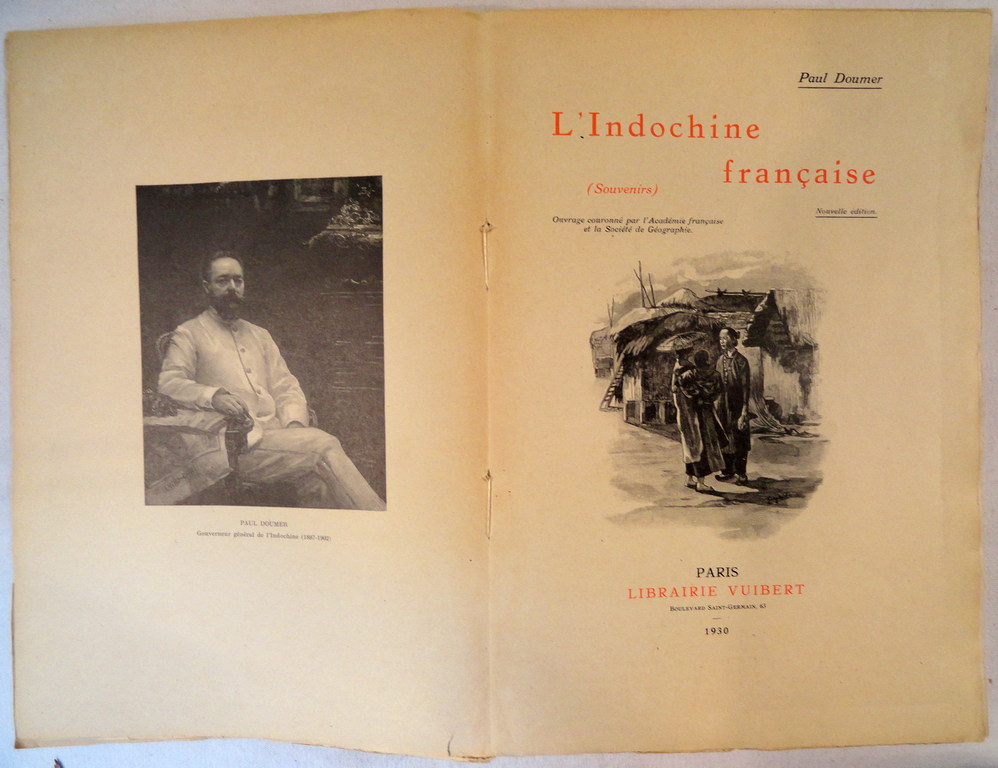 PAUL DOUMER
Gouverneur général de l'Indochine (1897-1902)
Paul Doumer
L'Indochine
française
(Souvenirs)
Nouvelle édition.
Ouvrage couronné par l'Académie française
et la Société de Géographie.
PARIS
LIBRAIRIE VUIBERT
Boulevard Saint-Germain, 63
1930